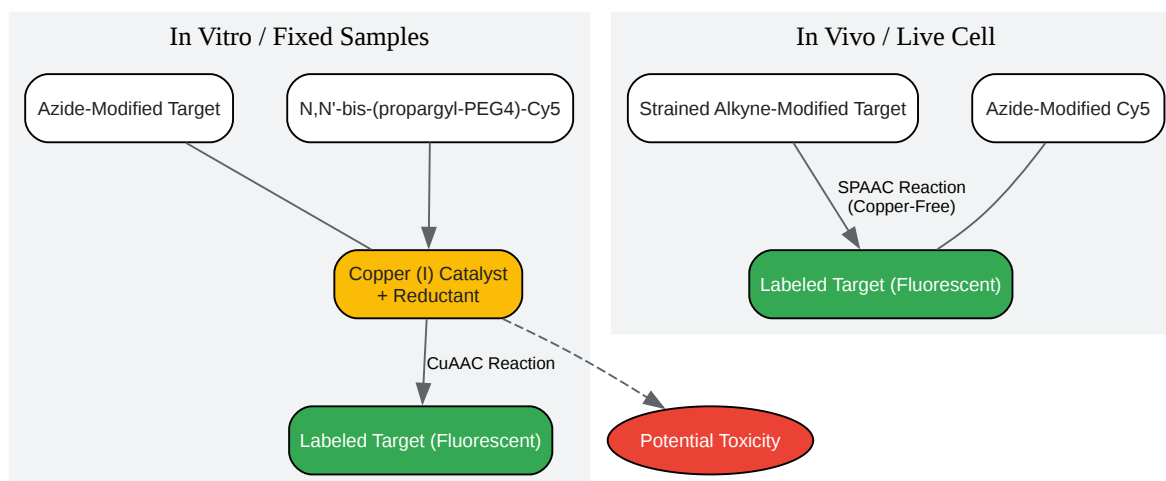 In Vitro / Fixed Samples
Azide-Modified Target
N,N'-bis-(propargyl-PEG4)-Cy5
Copper (I) Catalyst
+ Reductant
CuAAC Reaction
Labeled Target (Fluorescent)
Potential Toxicity
In Vivo / Live Cell
Strained Alkyne-Modified Target
Azide-Modified Cy5
SPAAC Reaction
(Copper-Free)
Labeled Target (Fluorescent)